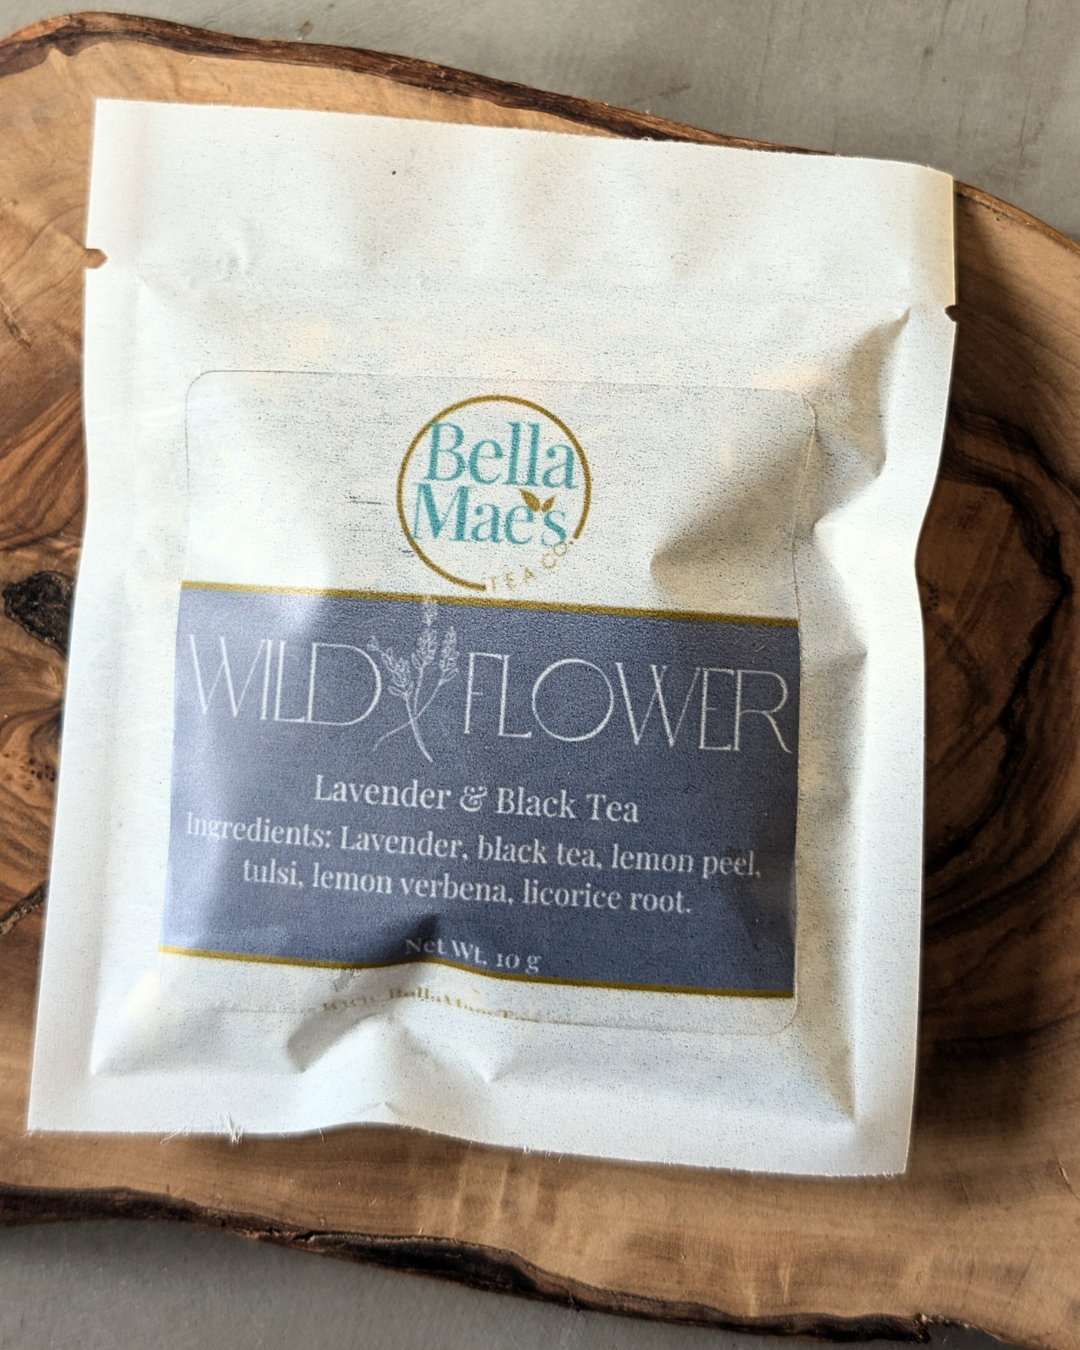 Bella
Mae's
TEA CO.
WILD FLOWER
Lavender & Black Tea
Ingredients: Lavender, black tea, lemon peel,
tulsi, lemon verbena, licorice root.
Net Wt. 10 g